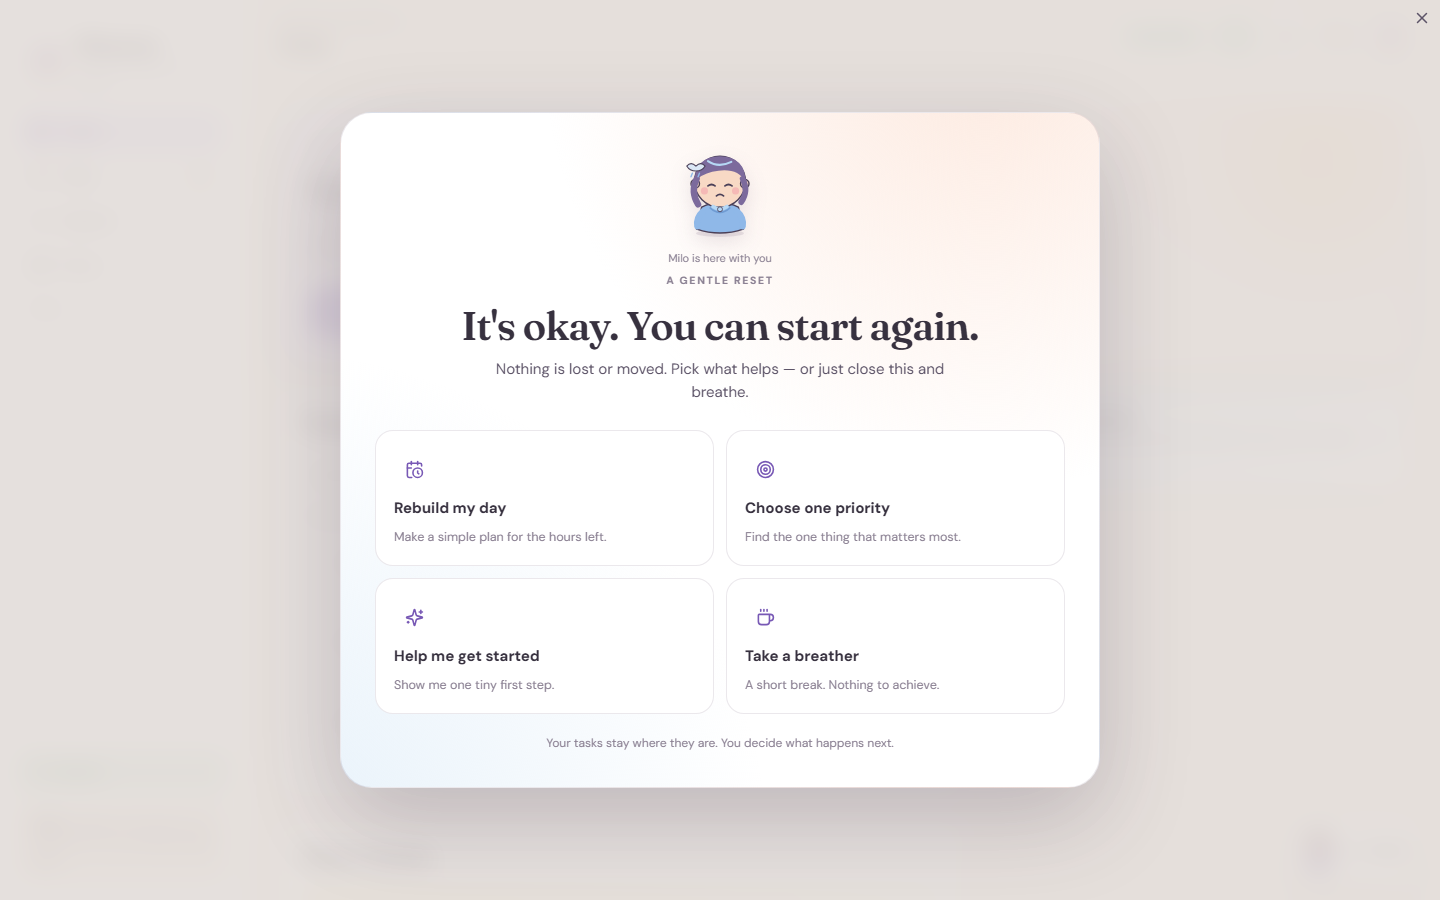 Milo is here with you
A GENTLE RESET
It's okay. You can start again.
Nothing is lost or moved. Pick what helps — or just close this and
breathe.
Rebuild my day
Make a simple plan for the hours left.
Choose one priority
Find the one thing that matters most.
Help me get started
Show me one tiny first step.
Take a breather
A short break. Nothing to achieve.
Your tasks stay where they are. You decide what happens next.